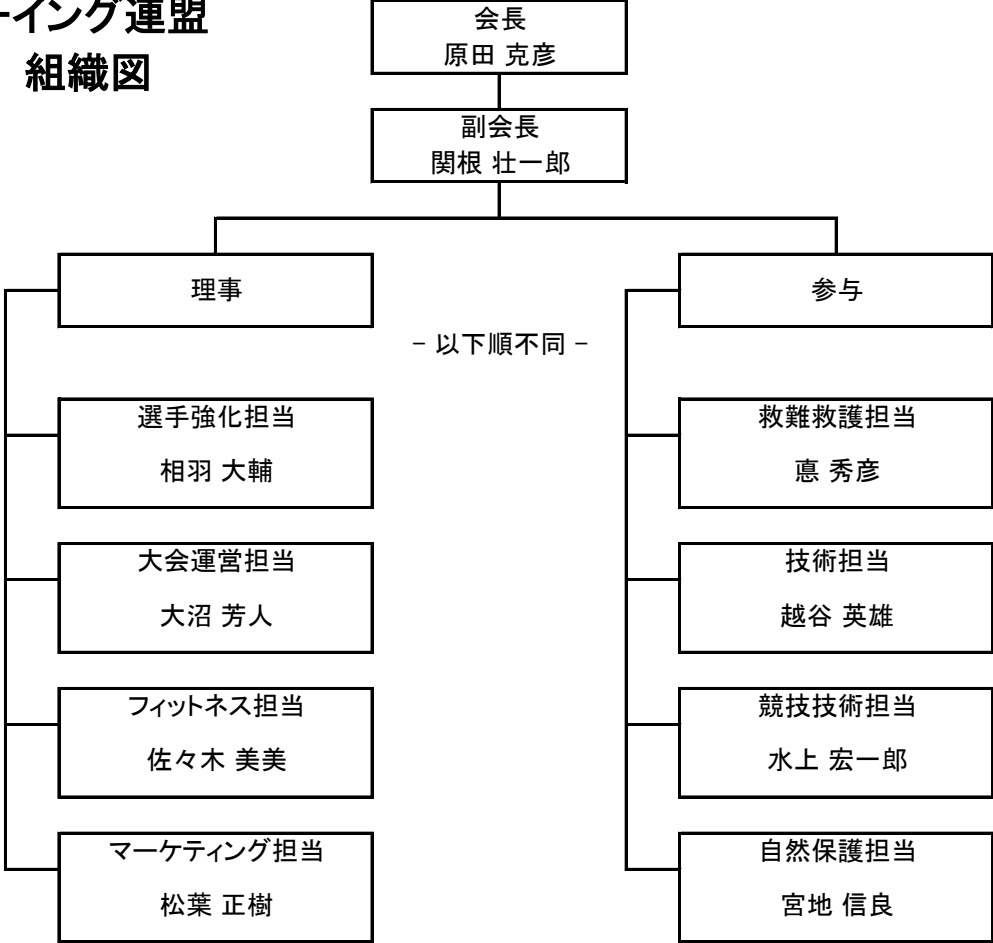 ーイング連盟
組織図
会長
原田 克彦
副会長
関根 壮一郎
理事
参与
- 以下順不同 -
選手強化担当
相羽 大輔
大会運営担当
大沼 芳人
フィットネス担当
佐々木 美美
マーケティング担当
松葉 正樹
救難救護担当
悳 秀彦
技術担当
越谷 英雄
競技技術担当
水上 宏一郎
自然保護担当
宮地 信良